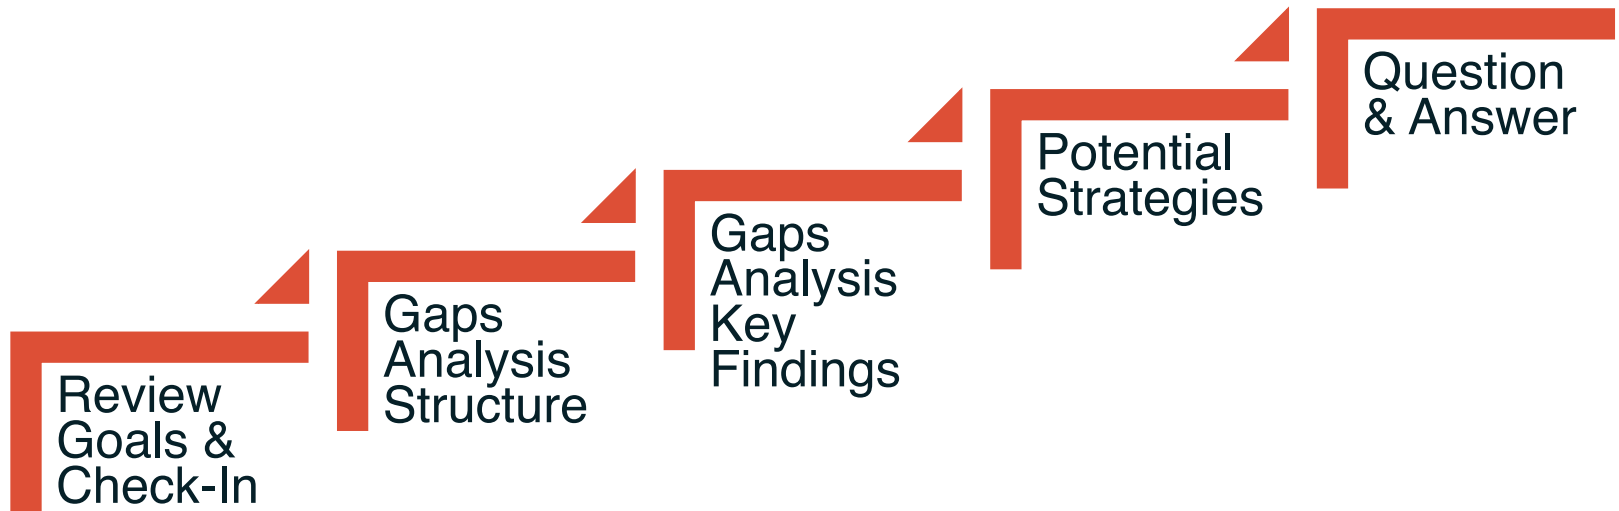 Review
Goals &
Check-In
Gaps
Analysis
Structure
Gaps
Analysis
Key
Findings
Potential
Strategies
Question
& Answer